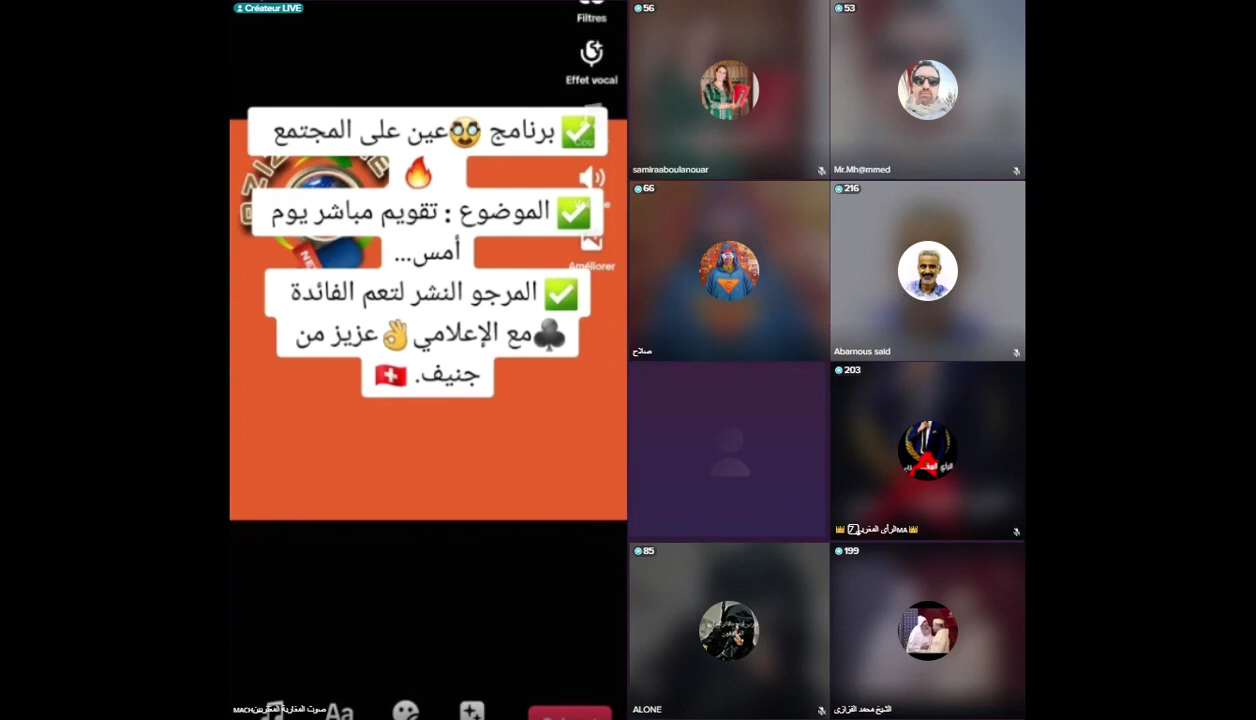 Créateur LIVE
Filtres
Effet vocal
✅ برنامج 🥸عين على المجتمع
🔥
✅ الموضوع : تقويم مباشر يوم
أمس...
Améliorer
✅ المرجو النشر لتعم الفائدة
♣️مع الإعلامي👌عزيز من
جنيف. 🇨🇭
Aa
56
samiraaboulanouar
53
Mr.Mh@mmed
66
صلاح
216
Abarnous said
203
85
ALONE
199
الشيخ محمد الفزازي